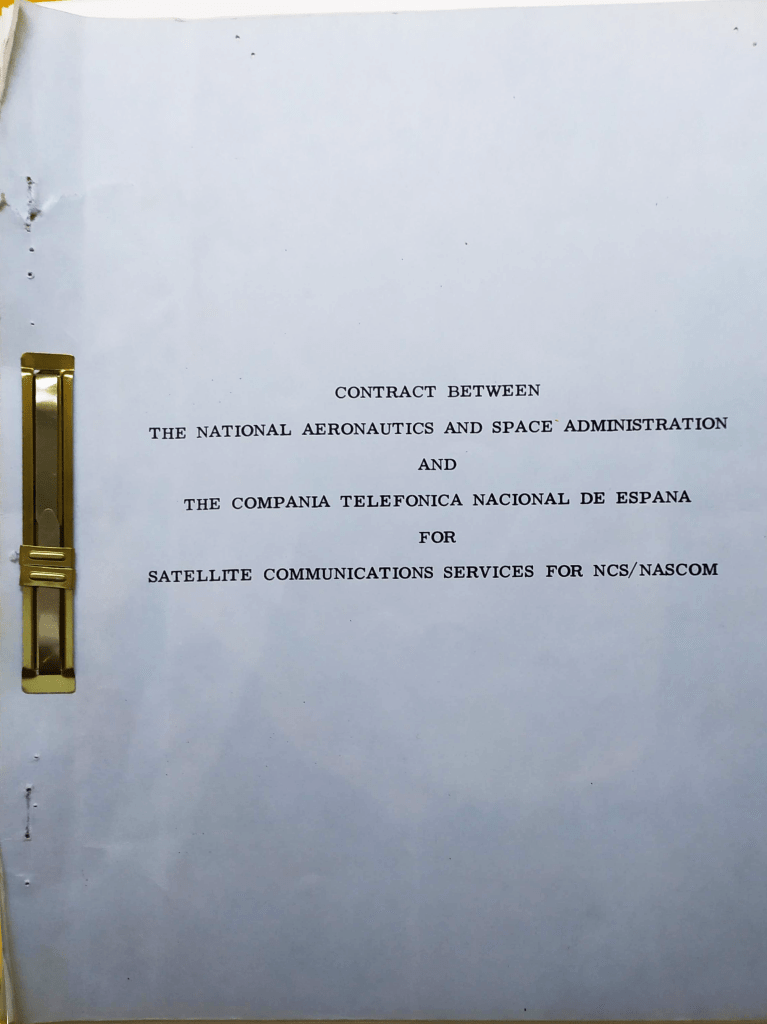 CONTRACT BETWEEN
THE NATIONAL AERONAUTICS AND SPACE ADMINISTRATION
AND
THE COMPANIA TELEFONICA NACIONAL DE ESPANA
FOR
SATELLITE COMMUNICATIONS SERVICES FOR NCS/NASCOM